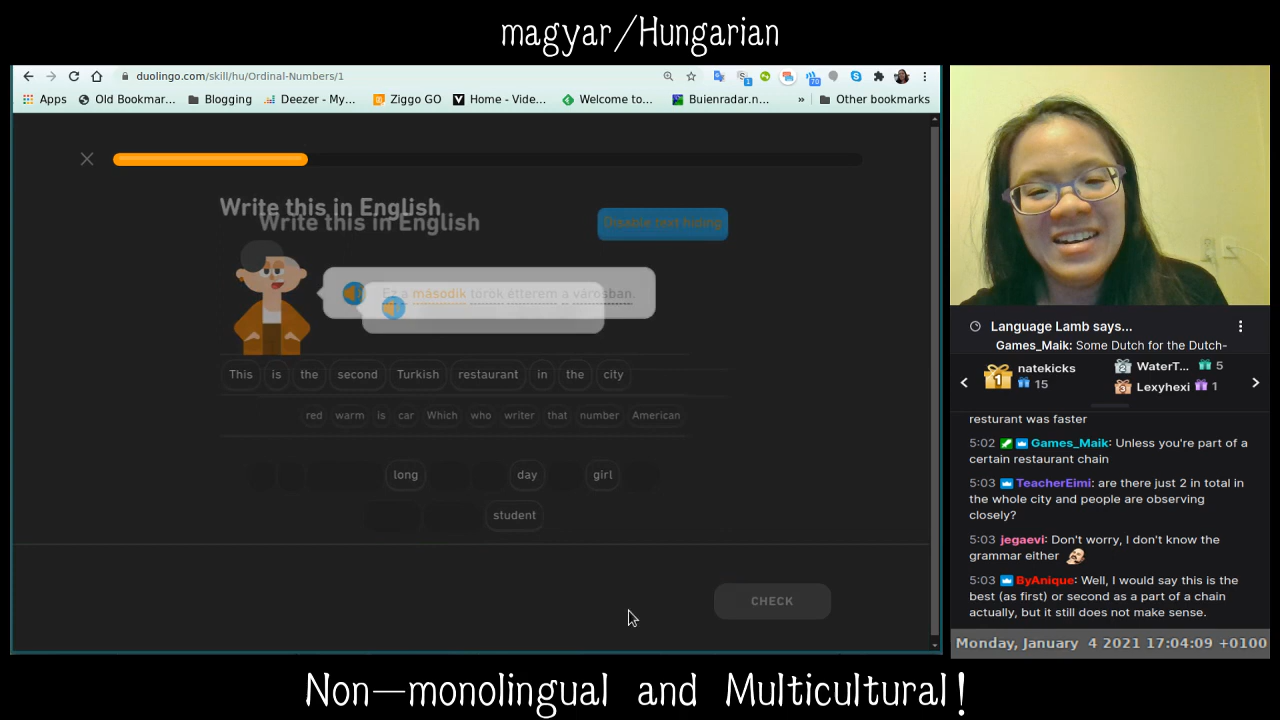 magyar/Hungarian
duolingo.com/skill/hu/Ordinal-Numbers/1
Apps
Old Bookmar...
Blogging
Deezer - My...
Ziggo GO
Home - Vide...
Welcome to...
Buienradar.n...
»
Other bookmarks
Write this in English
Write this in English
Disable text hiding
Ez a második török étterem a városban.
This is the second Turkish restaurant in the city
red warm is car Which who writer that number American
long day girl
student
CHECK
Language Lamb says...
Games_Maik: Some Dutch for the Dutch-
1 natekicks
15
WaterT... 5
Lexyhexi 1
resturant was faster
5:02 Games_Maik: Unless you're part of a
certain restaurant chain
5:03 TeacherEimi: are there just 2 in total in
the whole city and people are observing
closely?
5:03 jegaevi: Don't worry, I don't know the
grammar either
5:03 ByAnique: Well, I would say this is the
best (as first) or second as a part of a chain
actually, but it still does not make sense.
Monday, January 4 2021 17:04:09 +0100
Non-monolingual and Multicultural!